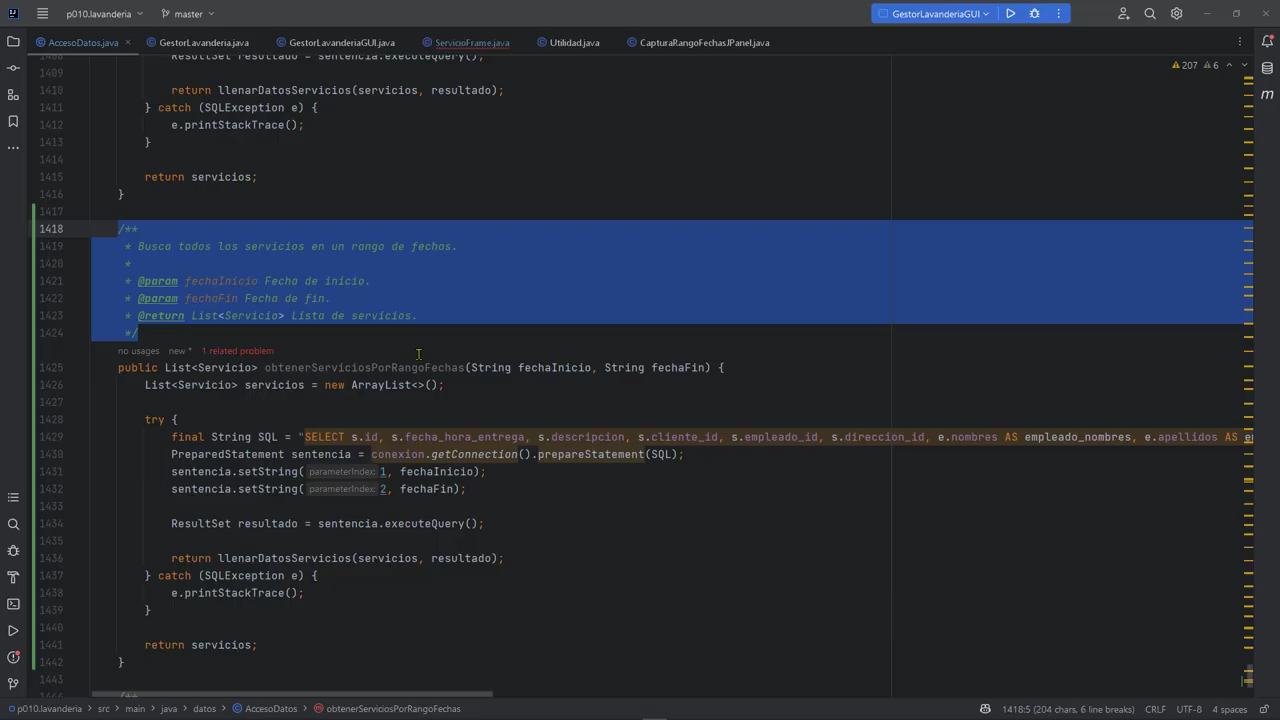 p010.lavanderia
master
GestorLavanderiaGUI
AccesoDatos.java
GestorLavanderia.java
GestorLavanderiaGUI.java
ServicioFrame.java
Utilidad.java
CapturaRangoFechasJPanel.java
207 6
1408 ResultSet resultado = sentencia.executeQuery();
1409
1410 return llenarDatosServicios(servicios, resultado);
1411 } catch (SQLException e) {
1412 e.printStackTrace();
1413 }
1414
1415 return servicios;
1416 }
1417
1418 /**
1419 * Busca todos los servicios en un rango de fechas.
1420 *
1421 * @param fechaInicio Fecha de inicio.
1422 * @param fechaFin Fecha de fin.
1423 * @return List<Servicio> Lista de servicios.
1424 */
no usages new * 1 related problem
1425 public List<Servicio> obtenerServiciosPorRangoFechas(String fechaInicio, String fechaFin) {
1426 List<Servicio> servicios = new ArrayList<>();
1427
1428 try {
1429 final String SQL = "SELECT s.id, s.fecha_hora_entrega, s.descripcion, s.cliente_id, s.empleado_id, s.direccion_id, e.nombres AS empleado_nombres, e.apellidos AS em
1430 PreparedStatement sentencia = conexion.getConnection().prepareStatement(SQL);
1431 sentencia.setString( parameterIndex: 1, fechaInicio);
1432 sentencia.setString( parameterIndex: 2, fechaFin);
1433
1434 ResultSet resultado = sentencia.executeQuery();
1435
1436 return llenarDatosServicios(servicios, resultado);
1437 } catch (SQLException e) {
1438 e.printStackTrace();
1439 }
1440
1441 return servicios;
1442 }
1443
/**
p010.lavanderia > src > main > java > datos > AccesoDatos > obtenerServiciosPorRangoFechas
1418:5 (204 chars, 6 line breaks) CRLF UTF-8 4 spaces